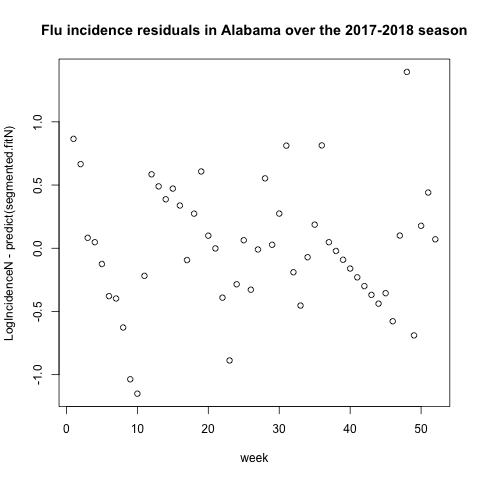 Flu incidence residuals in Alabama over the 2017-2018 season
LogIncidenceN - predict(segmented.fitN)
1.0
0.5
0.0
-0.5
-1.0
0 10 20 30 40 50
week